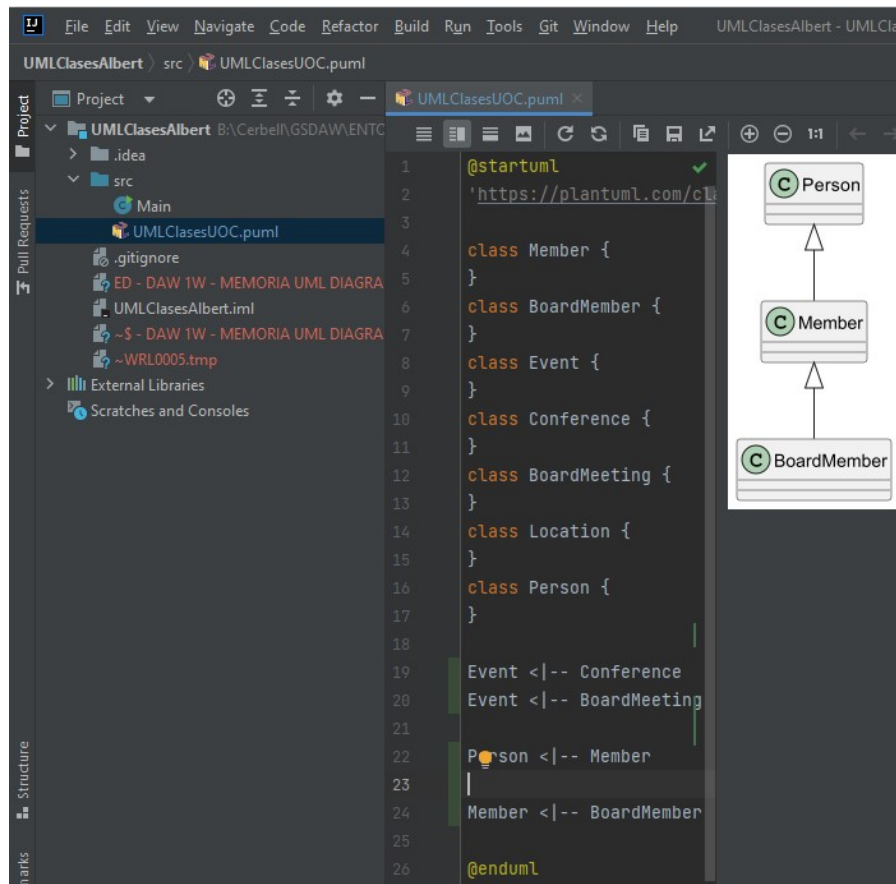 File Edit View Navigate Code Refactor Build Run Tools Git Window Help UMLClasesAlbert - UMLCla
UMLClasesAlbert src UMLClasesUOC.puml
Project
Project
UMLClasesUOC.puml
UMLClasesAlbert B:\Cerbell\GSDAW\ENTO
1:1
.idea
src
Main
UMLClasesUOC.puml
.gitignore
ED - DAW 1W - MEMORIA UML DIAGRA
UMLClasesAlbert.iml
~$ - DAW 1W - MEMORIA UML DIAGRA
~WRL0005.tmp
External Libraries
Scratches and Consoles
Pull Requests
Structure
marks
1 @startuml
2 'https://plantuml.com/cla
3
4 class Member {
5 }
6 class BoardMember {
7 }
8 class Event {
9 }
10 class Conference {
11 }
12 class BoardMeeting {
13 }
14 class Location {
15 }
16 class Person {
17 }
18
19 Event <|-- Conference
20 Event <|-- BoardMeeting
21
22 Person <|-- Member
23
24 Member <|-- BoardMember
25
26 @enduml
C Person
C Member
C BoardMember